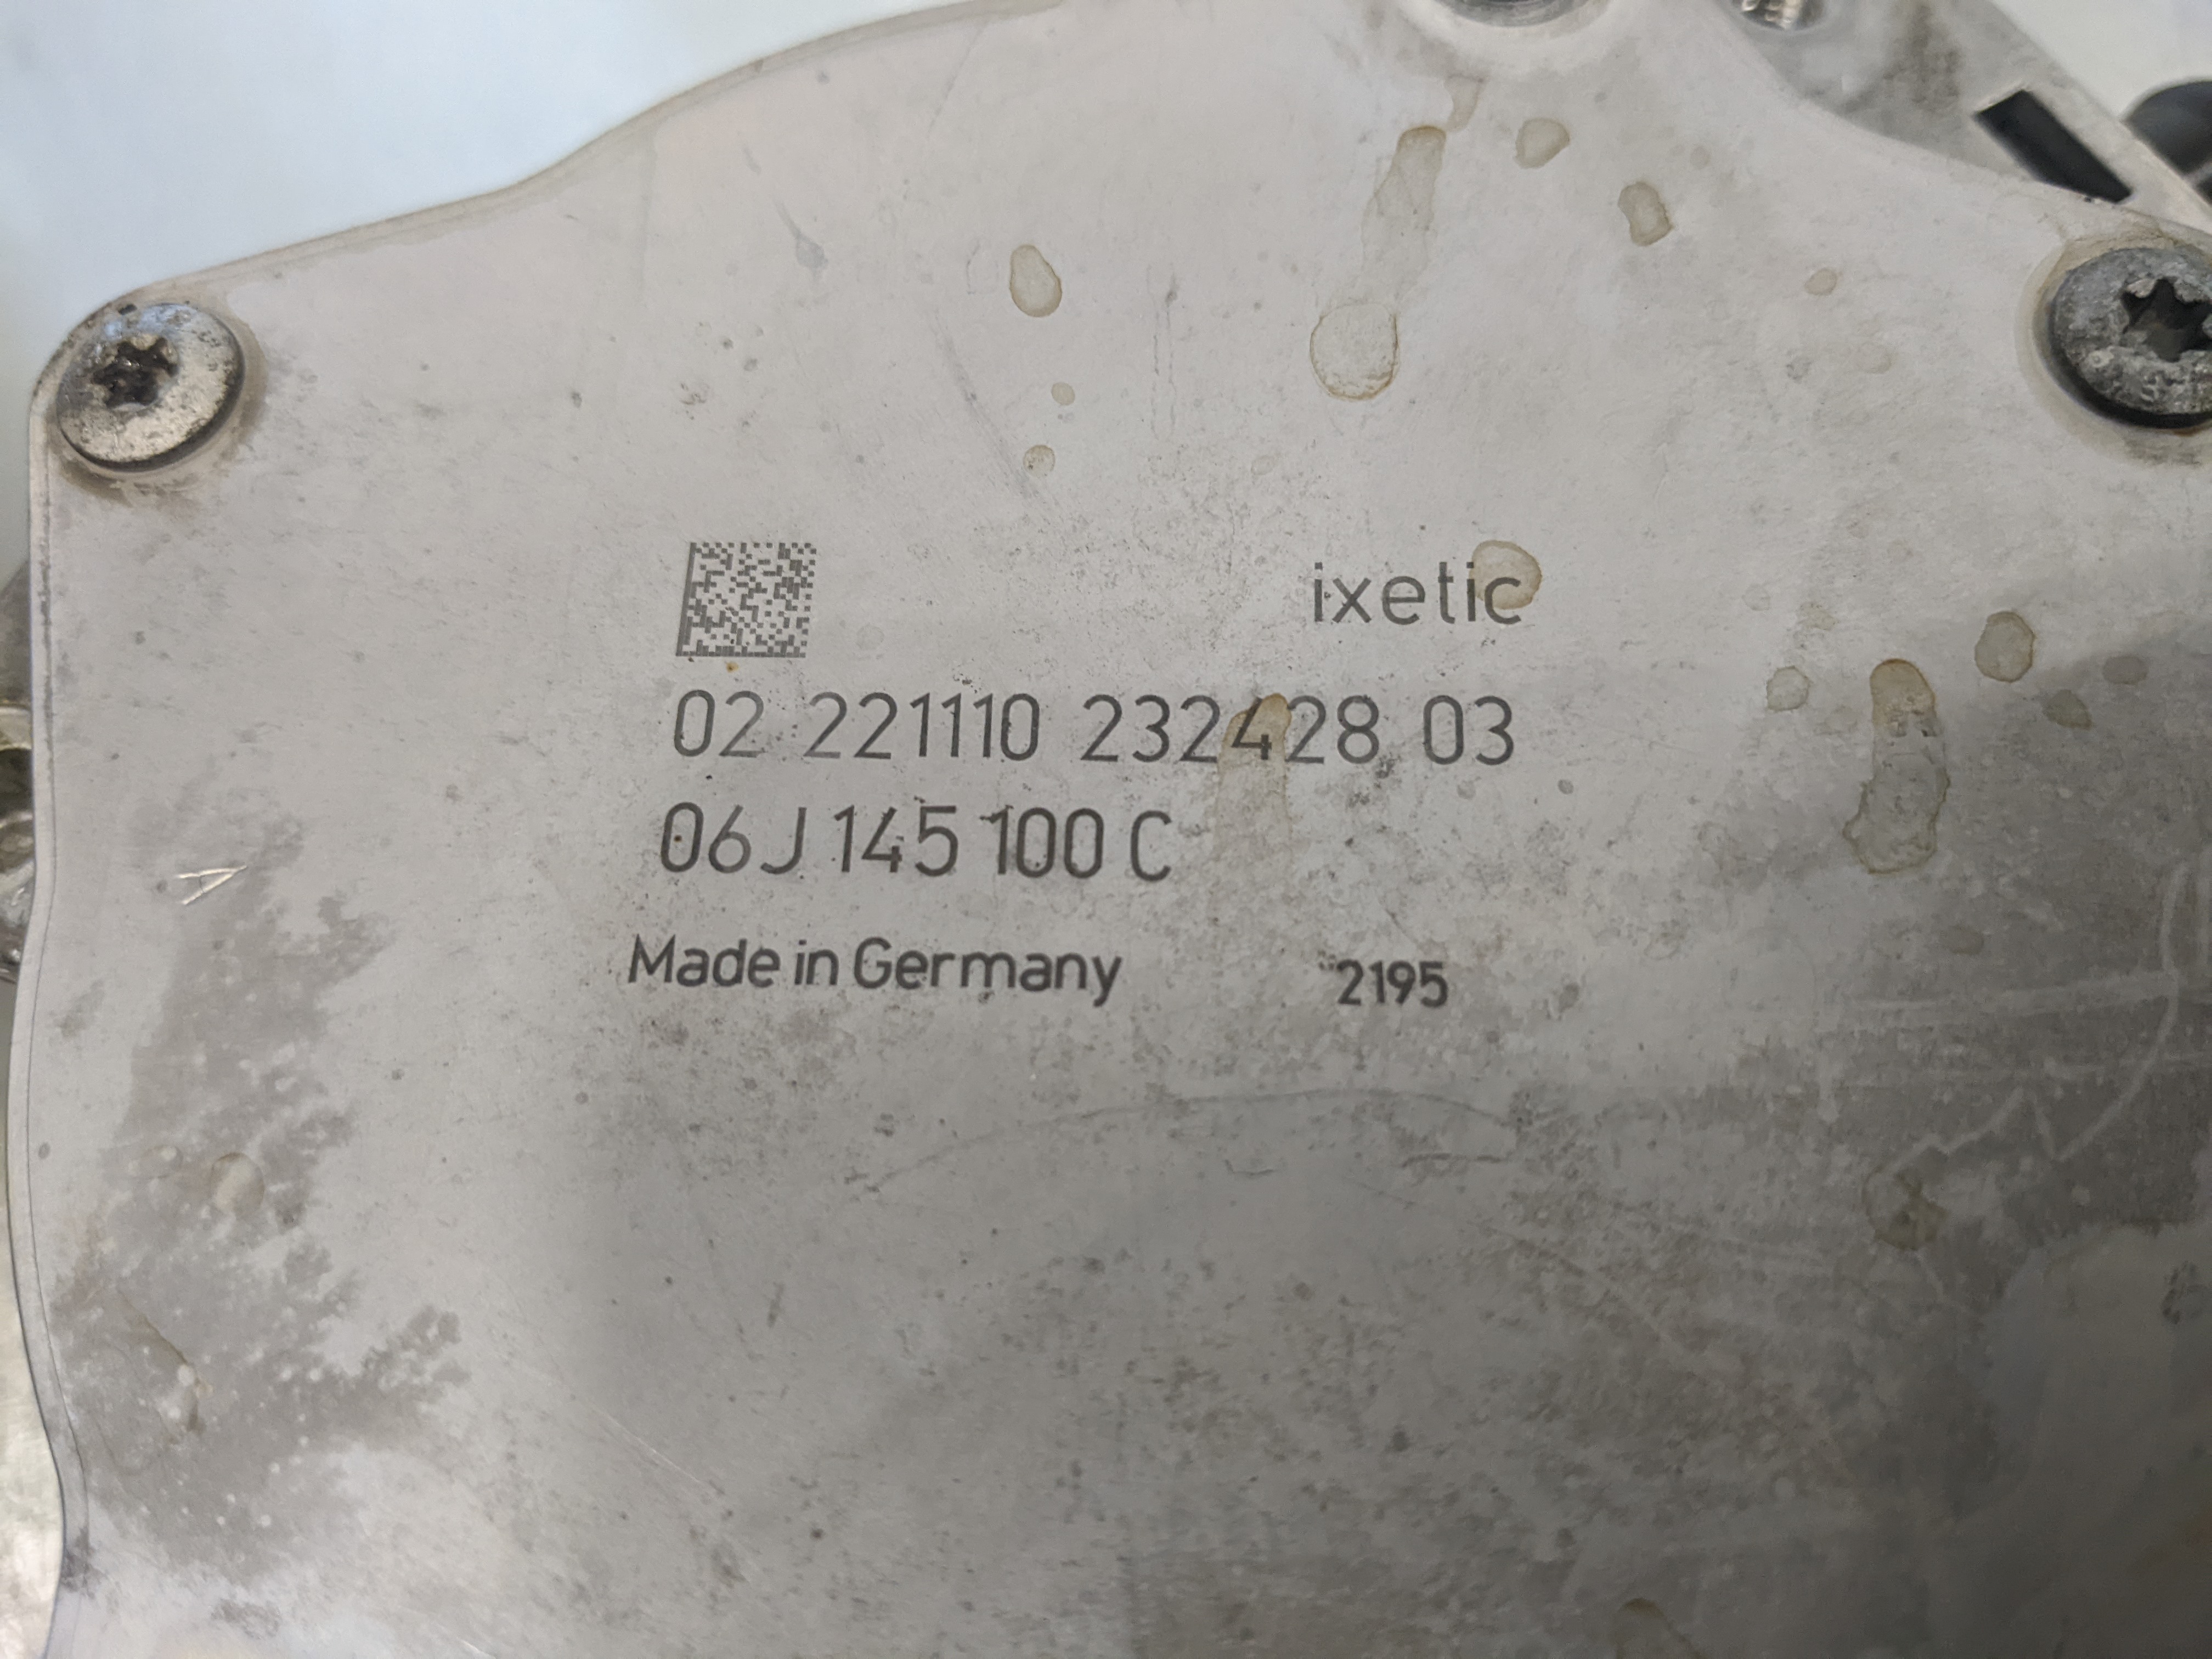 ixetic
02 221110 232428 03
06J 145 100 C
Made in Germany 2195